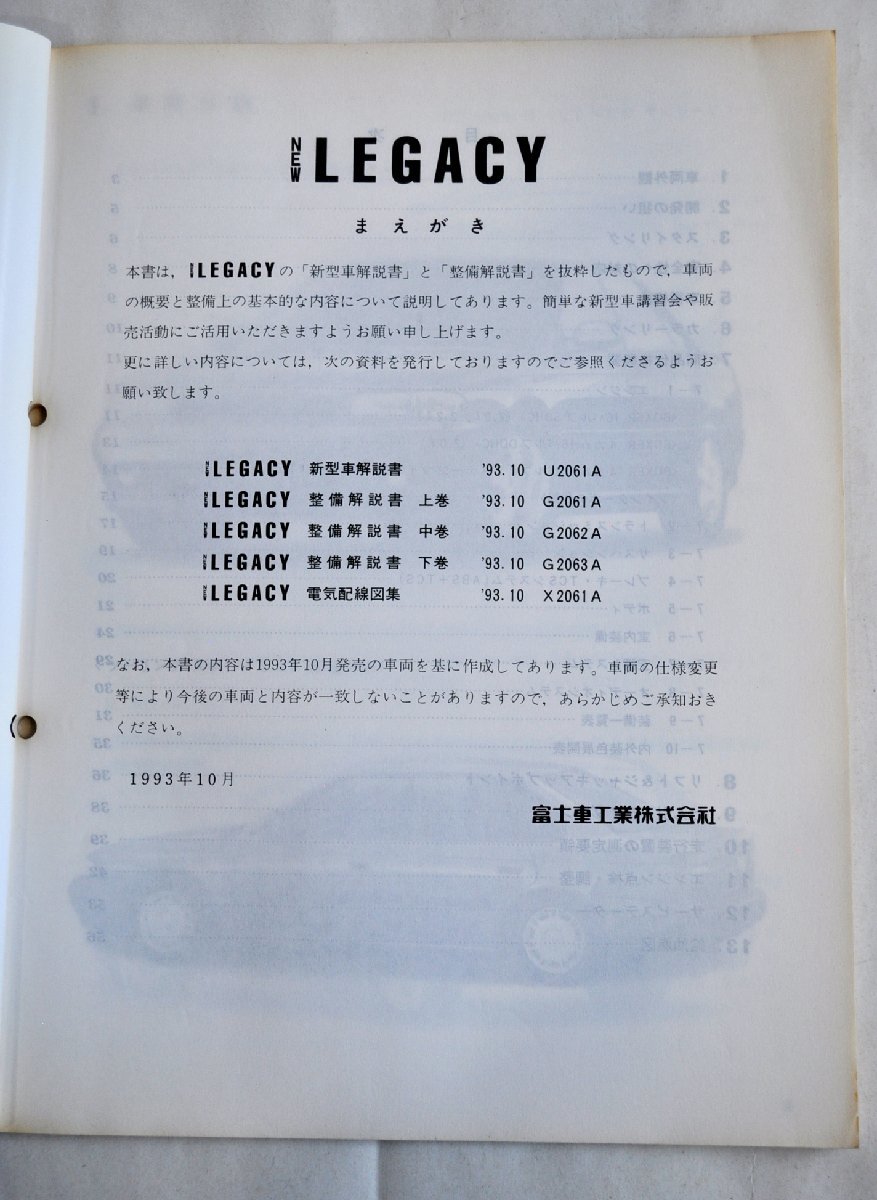 NEW LEGACY
まえがき
本書は，NEW LEGACYの「新型車解説書」と「整備解説書」を抜粋したもので，車両
の概要と整備上の基本的な内容について説明してあります。簡単な新型車講習会や販
売活動にご活用いただきますようお願い申し上げます。
更に詳しい内容については，次の資料を発行しておりますのでご参照くださるようお
願い致します。
NEW LEGACY 新型車解説書 '93.10 U2061A
NEW LEGACY 整備解説書 上巻 '93.10 G2061A
NEW LEGACY 整備解説書 中巻 '93.10 G2062A
NEW LEGACY 整備解説書 下巻 '93.10 G2063A
NEW LEGACY 電気配線図集 '93.10 X2061A
なお，本書の内容は1993年10月発売の車両を基に作成してあります。車両の仕様変更
等により今後の車両と内容が一致しないことがありますので，あらかじめご承知おき
ください。
1993年10月
富士重工業株式会社